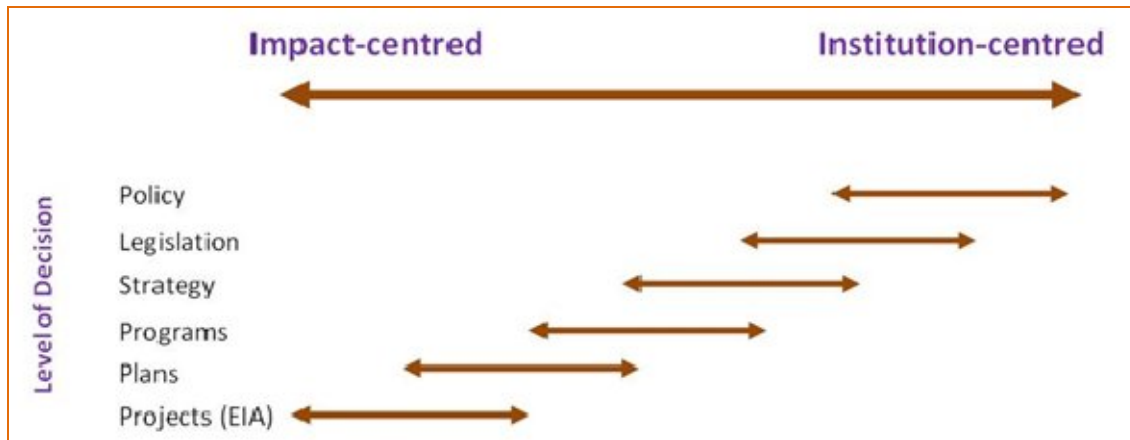 Impact-centred
Institution-centred
Level of Decision
Policy
Legislation
Strategy
Programs
Plans
Projects (EIA)